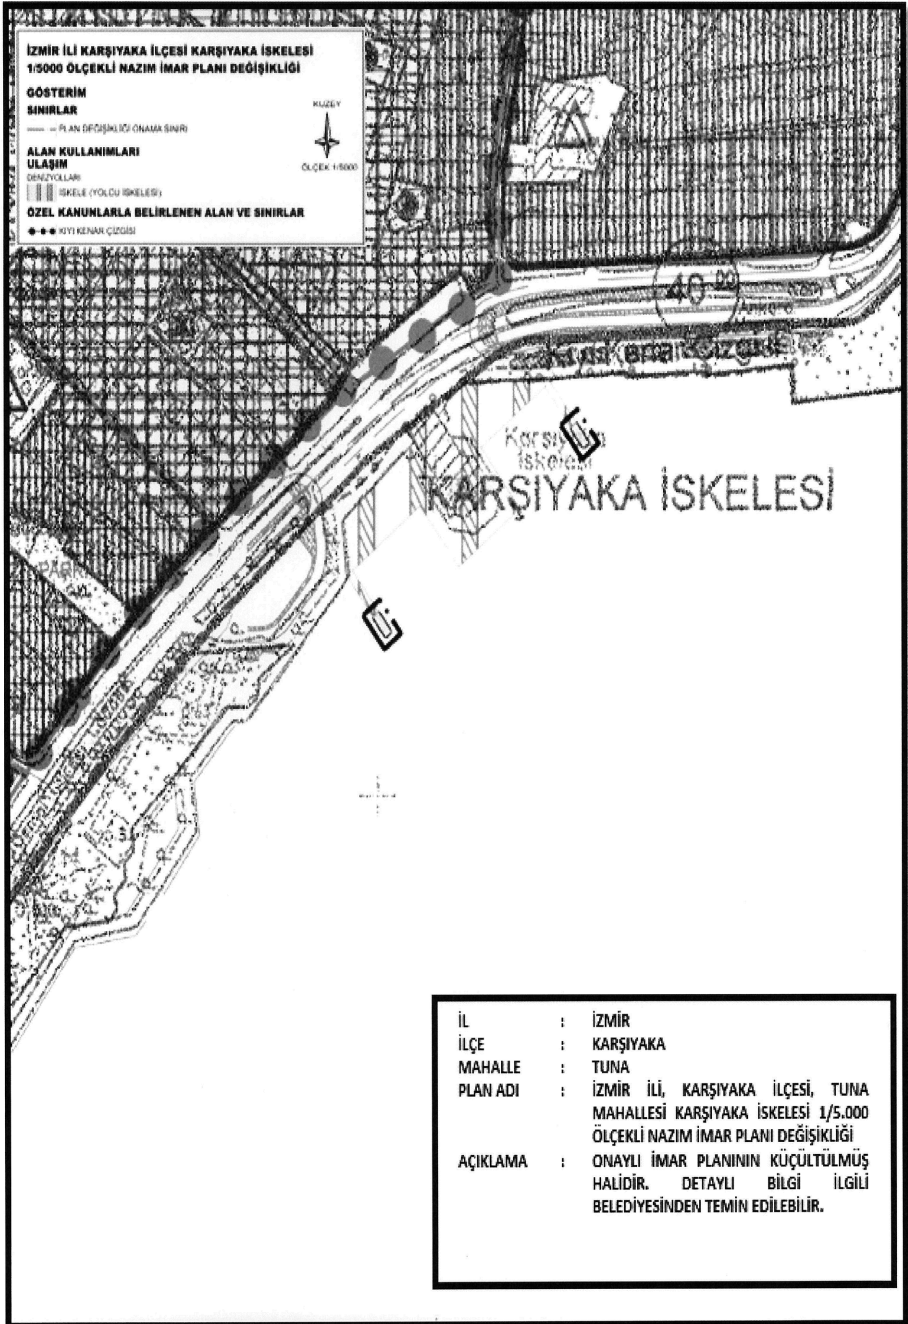 İZMİR İLİ KARŞIYAKA İLÇESİ KARŞIYAKA İSKELESİ
1/5000 ÖLÇEKLİ NAZIM İMAR PLANI DEĞİŞİKLİĞİ
GÖSTERİM
SINIRLAR
PLAN DEĞİŞİKLİĞİ ONAMA SINIRI
KUZEY
ÖLÇEK 1/5000
ALAN KULLANIMLARI
ULAŞIM
DENİZYOLLARI
İSKELE (YOLCU İSKELESİ)
ÖZEL KANUNLARLA BELİRLENEN ALAN VE SINIRLAR
KIYI KENAR ÇİZGİSİ
40
PARK
İskelesi
KARŞIYAKA İSKELESİ
İL : İZMİR
İLÇE : KARŞIYAKA
MAHALLE : TUNA
PLAN ADI : İZMİR İLİ, KARŞIYAKA İLÇESİ, TUNA
MAHALLESİ KARŞIYAKA İSKELESİ 1/5.000
ÖLÇEKLİ NAZIM İMAR PLANI DEĞİŞİKLİĞİ
AÇIKLAMA : ONAYLI İMAR PLANININ KÜÇÜLTÜLMÜŞ
HALİDİR. DETAYLI BİLGİ İLGİLİ
BELEDİYESİNDEN TEMİN EDİLEBİLİR.